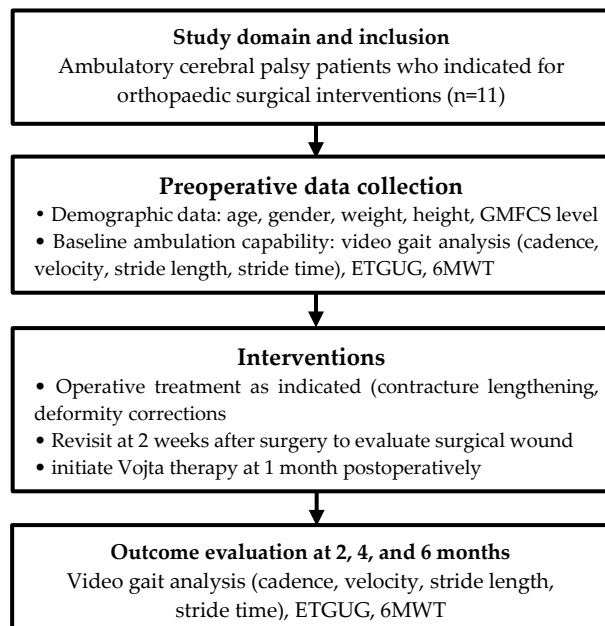 Study domain and inclusion
Ambulatory cerebral palsy patients who indicated for
orthopaedic surgical interventions (n=11)
Preoperative data collection
• Demographic data: age, gender, weight, height, GMFCS level
• Baseline ambulation capability: video gait analysis (cadence,
velocity, stride length, stride time), ETGUG, 6MWT
Interventions
• Operative treatment as indicated (contracture lengthening,
deformity corrections
• Revisit at 2 weeks after surgery to evaluate surgical wound
• initiate Vojta therapy at 1 month postoperatively
Outcome evaluation at 2, 4, and 6 months
Video gait analysis (cadence, velocity, stride length,
stride time), ETGUG, 6MWT